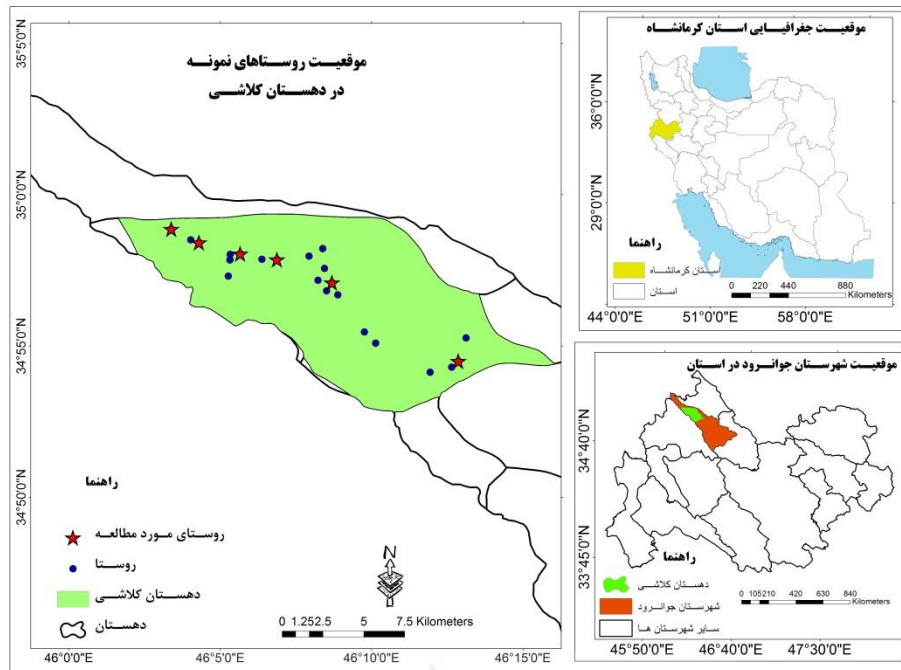 موقعیت روستاهای نمونه
در دهستان کلاشی
35°5'0"N
35°0'0"N
34°55'0"N
34°50'0"N
راهنما
روستای مورد مطالعه
روستا
دهستان کلاشی
دهستان
N
0 1.252.5 5 7.5 Kilometers
46°0'0"E 46°5'0"E 46°10'0"E 46°15'0"E
موقعیت جغرافیایی استان کرمانشاه
36°0'0"N
29°0'0"N
راهنما
استان کرمانشاه
استان
0 220 440 880
Kilometers
44°0'0"E 51°0'0"E 58°0'0"E
موقعیت شهرستان جوانرود در استان
34°40'0"N
33°45'0"N
راهنما
دهستان کلاشی
شهرستان جوانرود
سایر شهرستان ها
0 105210 420 630 840
Kilometers
45°50'0"E 46°40'0"E 47°30'0"E